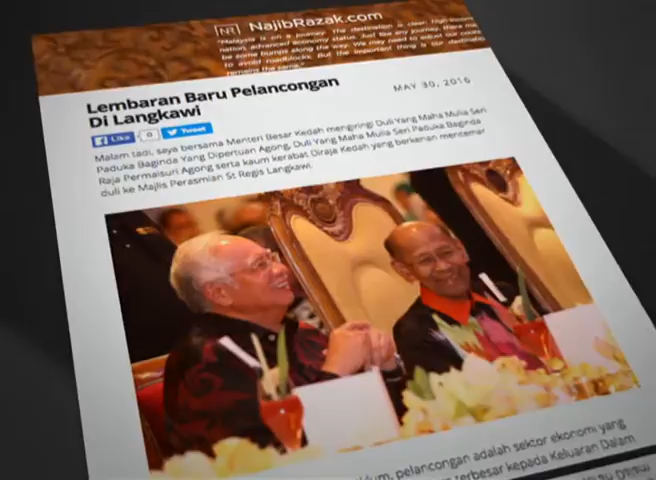 NR NajibRazak.com
"Malaysia is on a journey. The destination is clear: high-income
nation, advanced economy status. Just like any journey, there may
be some bumps along the way. We may need to adjust our course
to avoid roadblocks. But the important thing is our destination
remains the same."
Lembaran Baru Pelancongan
Di Langkawi
MAY 30, 2016
Like 0 Tweet
Malam tadi, saya bersama Menteri Besar Kedah mengiringi Duli Yang Maha Mulia Seri
Paduka Baginda Yang Dipertuan Agong, Duli Yang Maha Mulia Seri Paduka Baginda
Raja Permaisuri Agong serta kaum kerabat Diraja Kedah yang berkenan mencemar
duli ke Majlis Perasmian St Regis Langkawi.
pelancongan adalah sektor ekonomi yang
terbesar kepada Keluaran Dalam